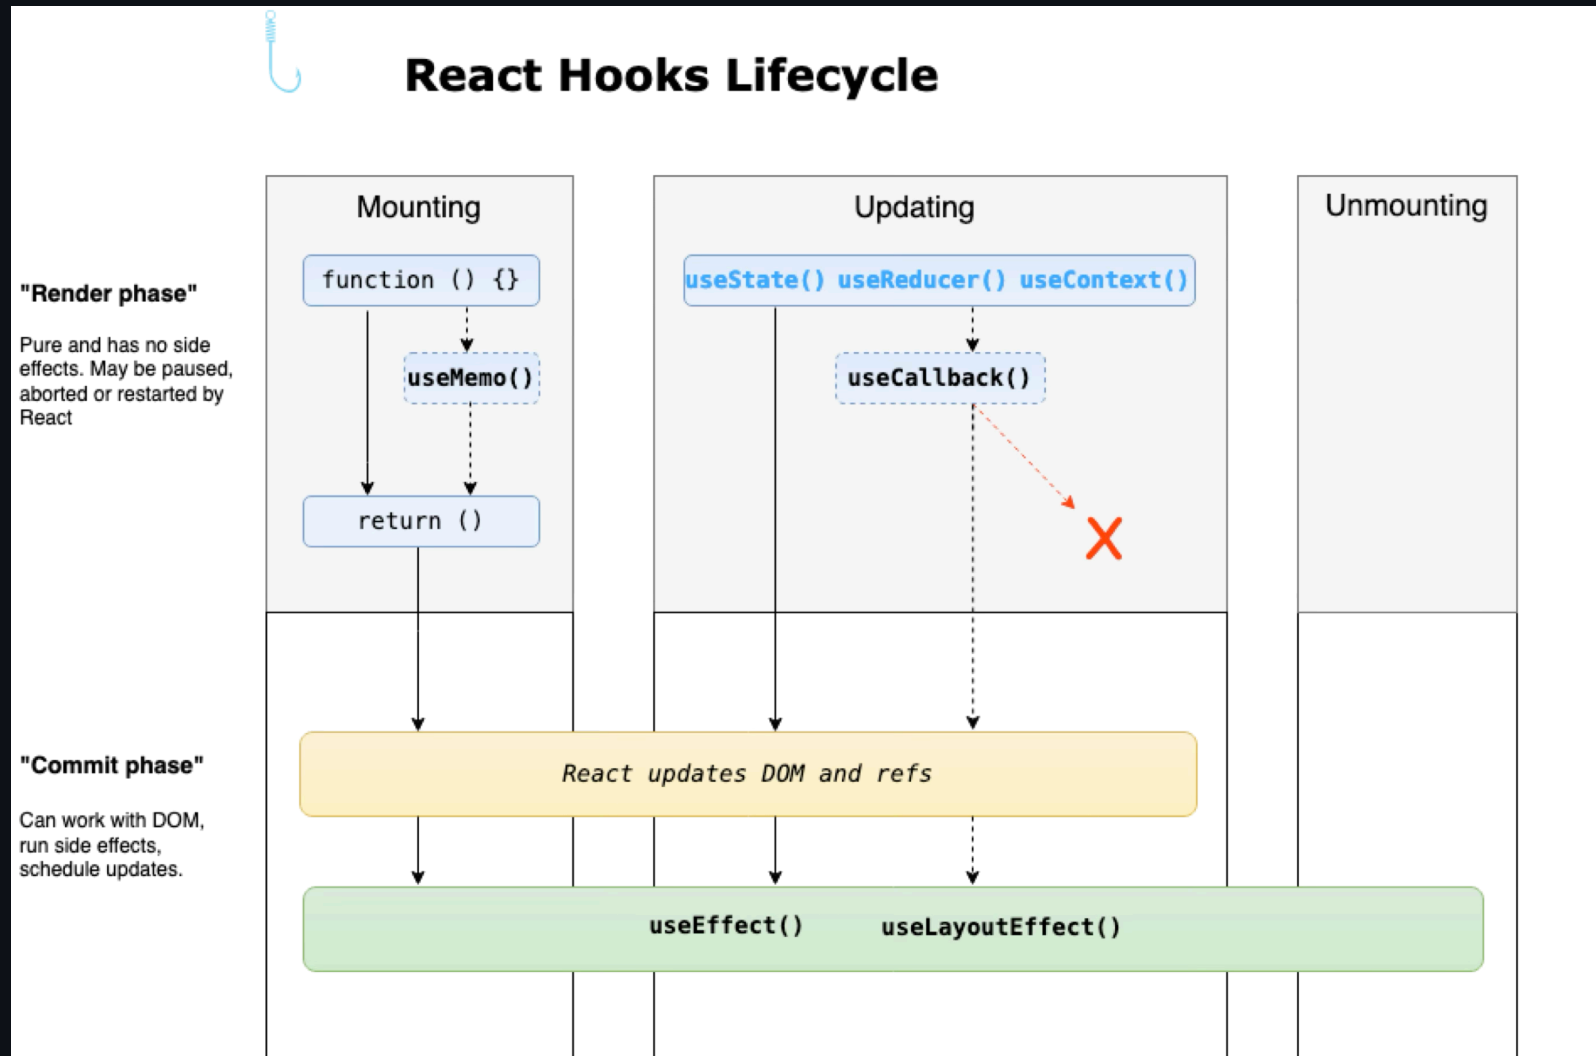 React Hooks Lifecycle
Mounting
Updating
Unmounting
"Render phase"
Pure and has no side
effects. May be paused,
aborted or restarted by
React
function () {}
useMemo()
return ()
useState() useReducer() useContext()
useCallback()
"Commit phase"
Can work with DOM,
run side effects,
schedule updates.
React updates DOM and refs
useEffect() useLayoutEffect()